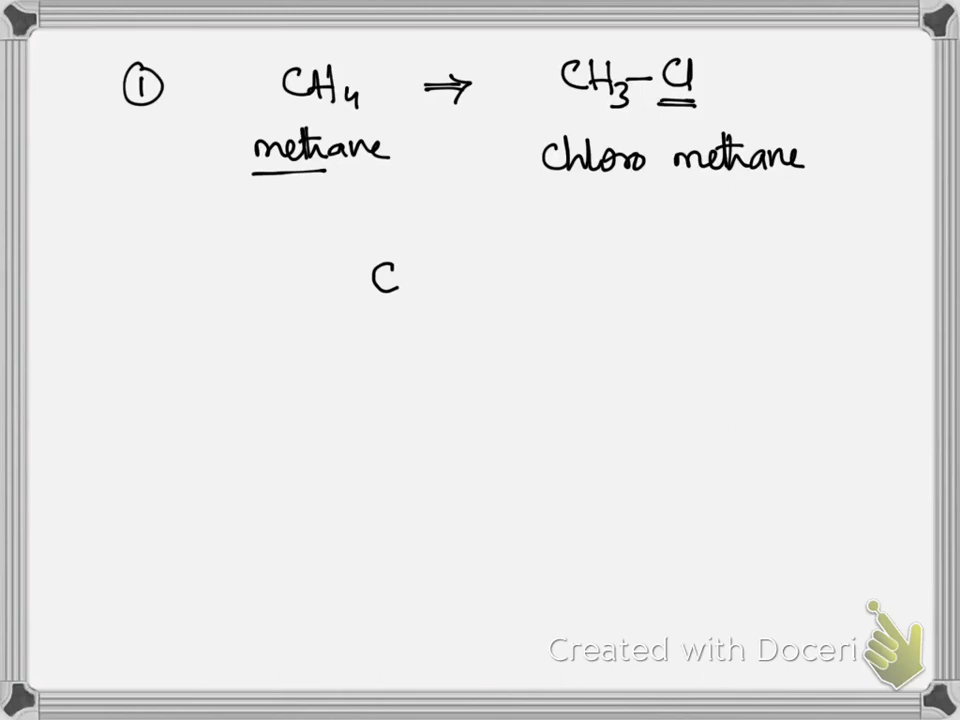 ① CH₄ ⇒ CH₃-Cl
methane chloro methane
C
Created with Doceri